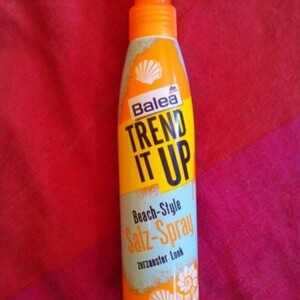 Balea
TREND
IT UP
Beach-Style
Salz-Spray
zerzauster Look